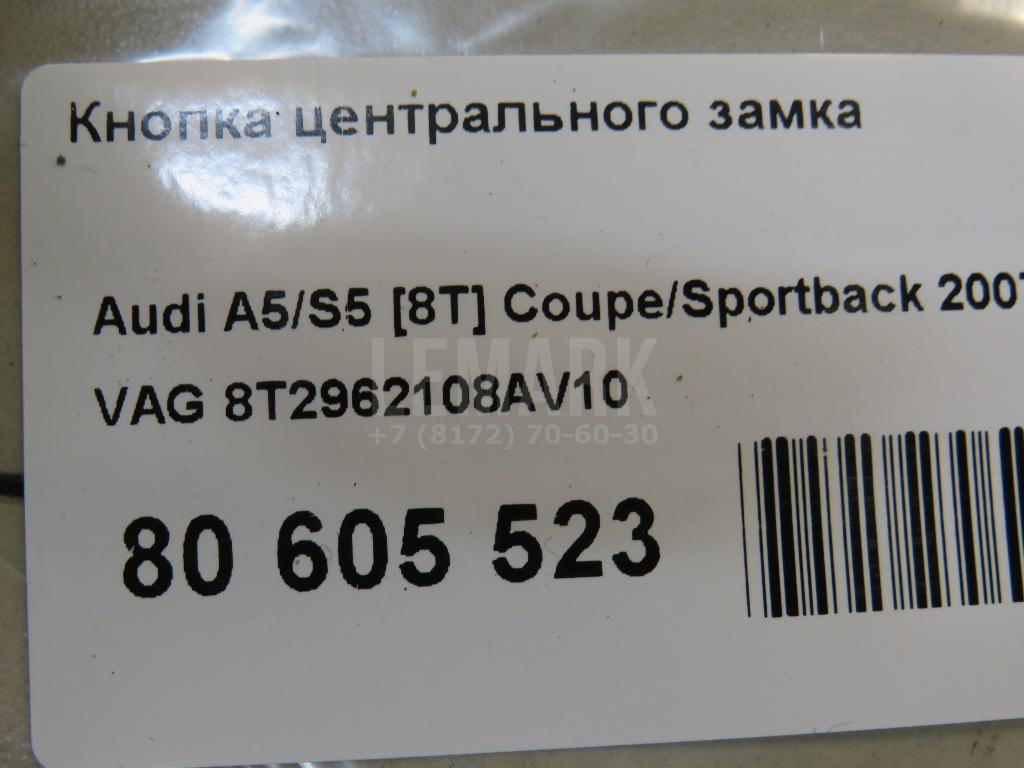 Кнопка центрального замка
Audi A5/S5 [8T] Coupe/Sportback 2007
VAG 8T2962108AV10
LEMARK
+7 (8172) 70-60-30
80 605 523